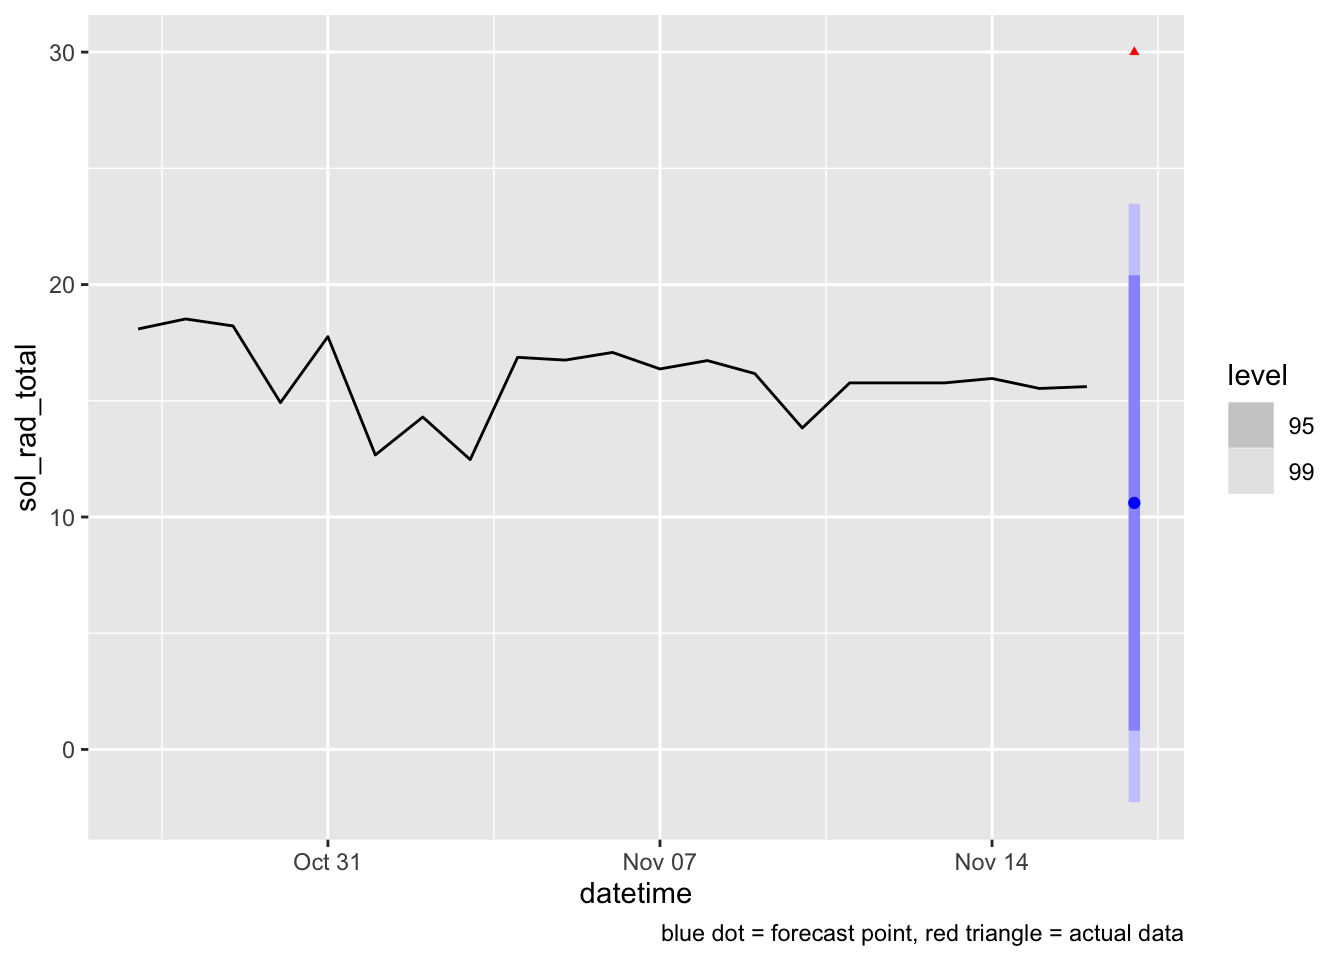 30
20
10
0
sol_rad_total
Oct 31
Nov 07
Nov 14
datetime
level
95
99
blue dot = forecast point, red triangle = actual data